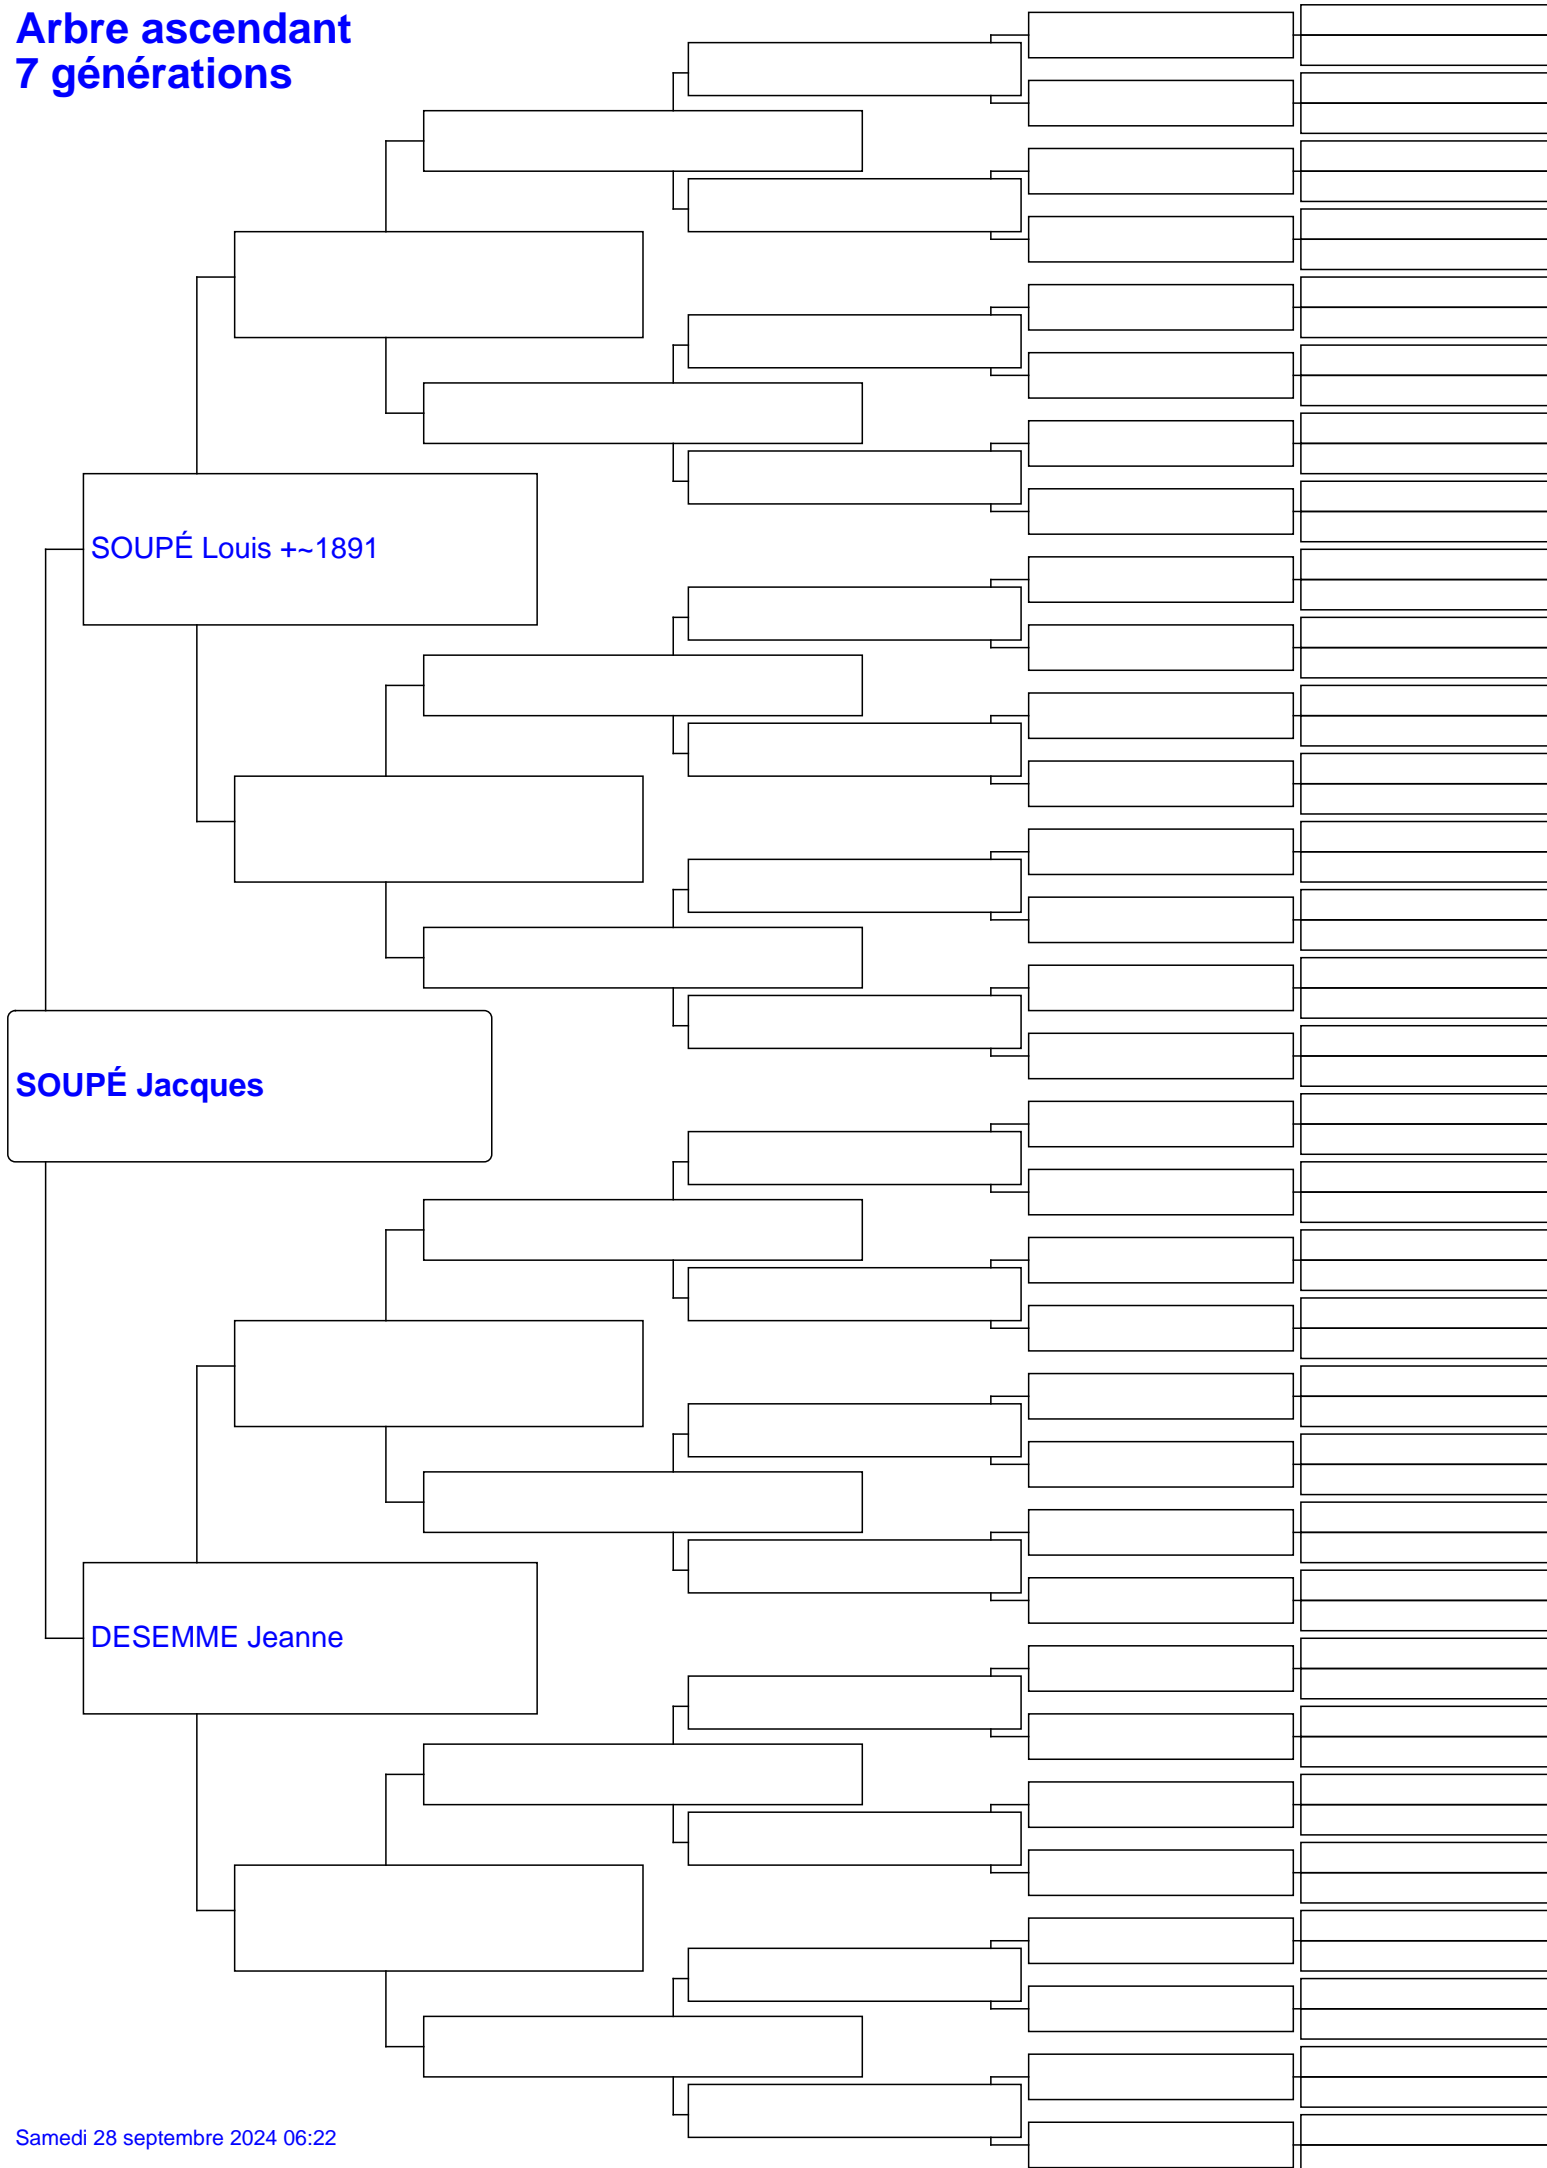 Arbre ascendant
7 générations
SOUPÉ Louis +~1891
SOUPÉ Jacques
DESEMME Jeanne
Samedi 28 septembre 2024 06:22